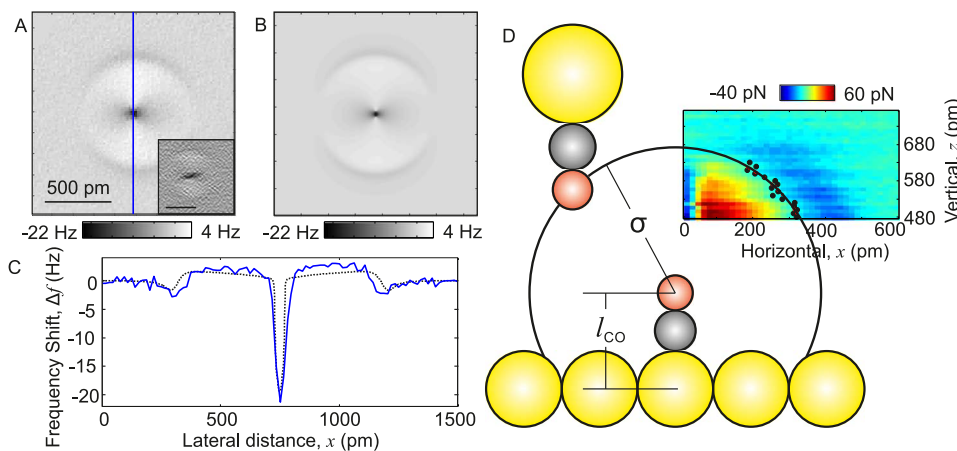 A
500 pm
-22 Hz
4 Hz
B
-22 Hz
4 Hz
C
Frequency Shift, Δf (Hz)
0
-5
-10
-15
-20
0
500
1000
1500
Lateral distance, x (pm)
D
-40 pN
60 pN
σ
lCO
680
580
480
Vertical, z (pm)
0
200
400
600
Horizontal, x (pm)